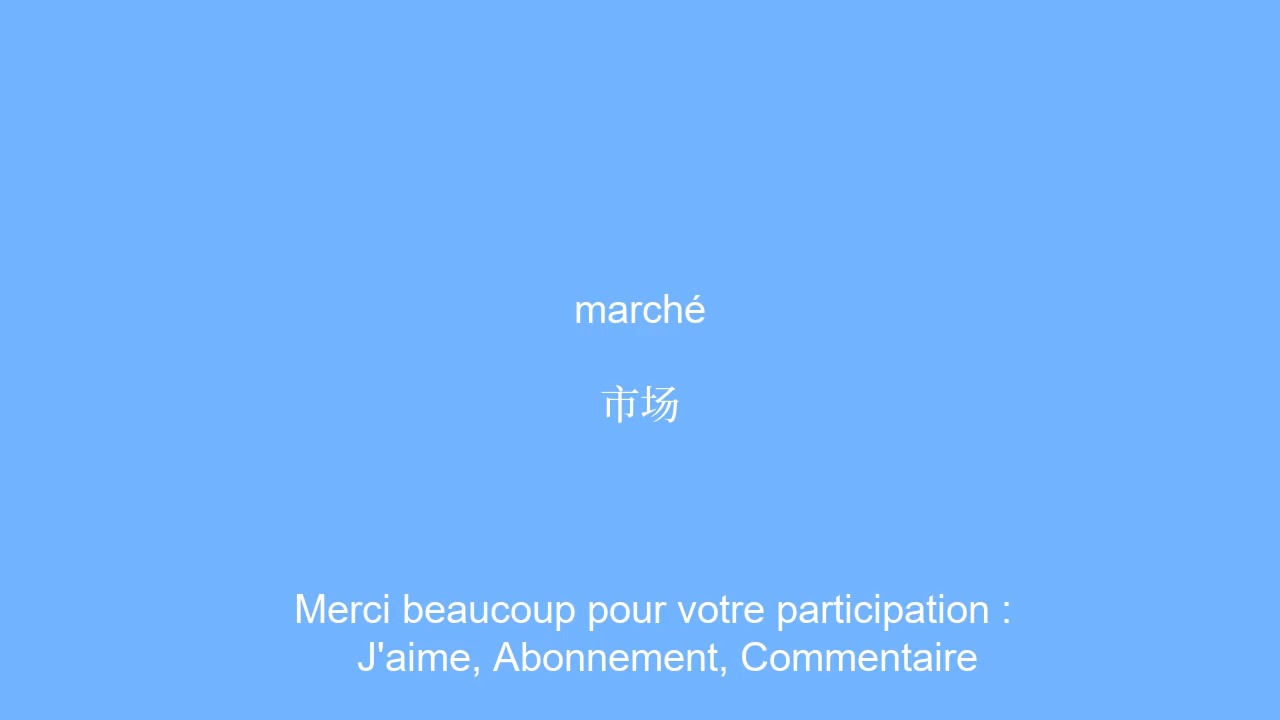 marché
市场
Merci beaucoup pour votre participation :
J'aime, Abonnement, Commentaire